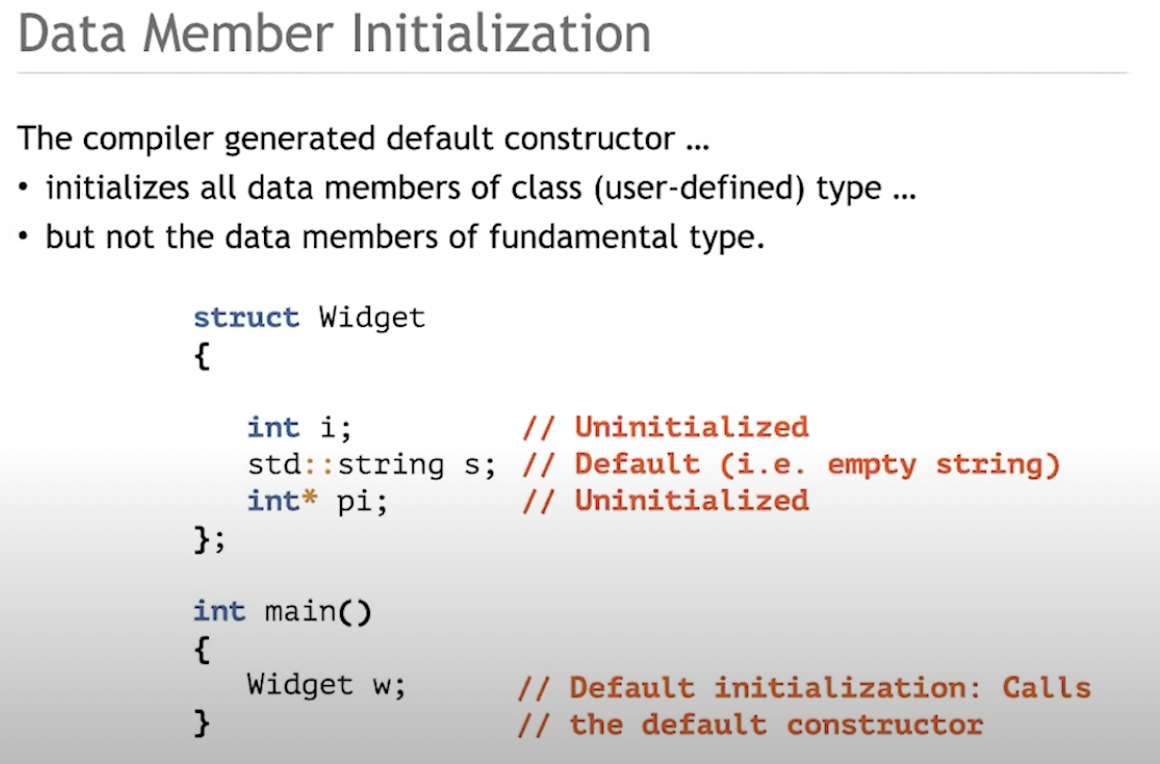 Data Member Initialization
The compiler generated default constructor ...
• initializes all data members of class (user-defined) type ...
• but not the data members of fundamental type.
struct Widget
{
int i; // Uninitialized
std::string s; // Default (i.e. empty string)
int* pi; // Uninitialized
};
int main()
{
Widget w; // Default initialization: Calls
} // the default constructor